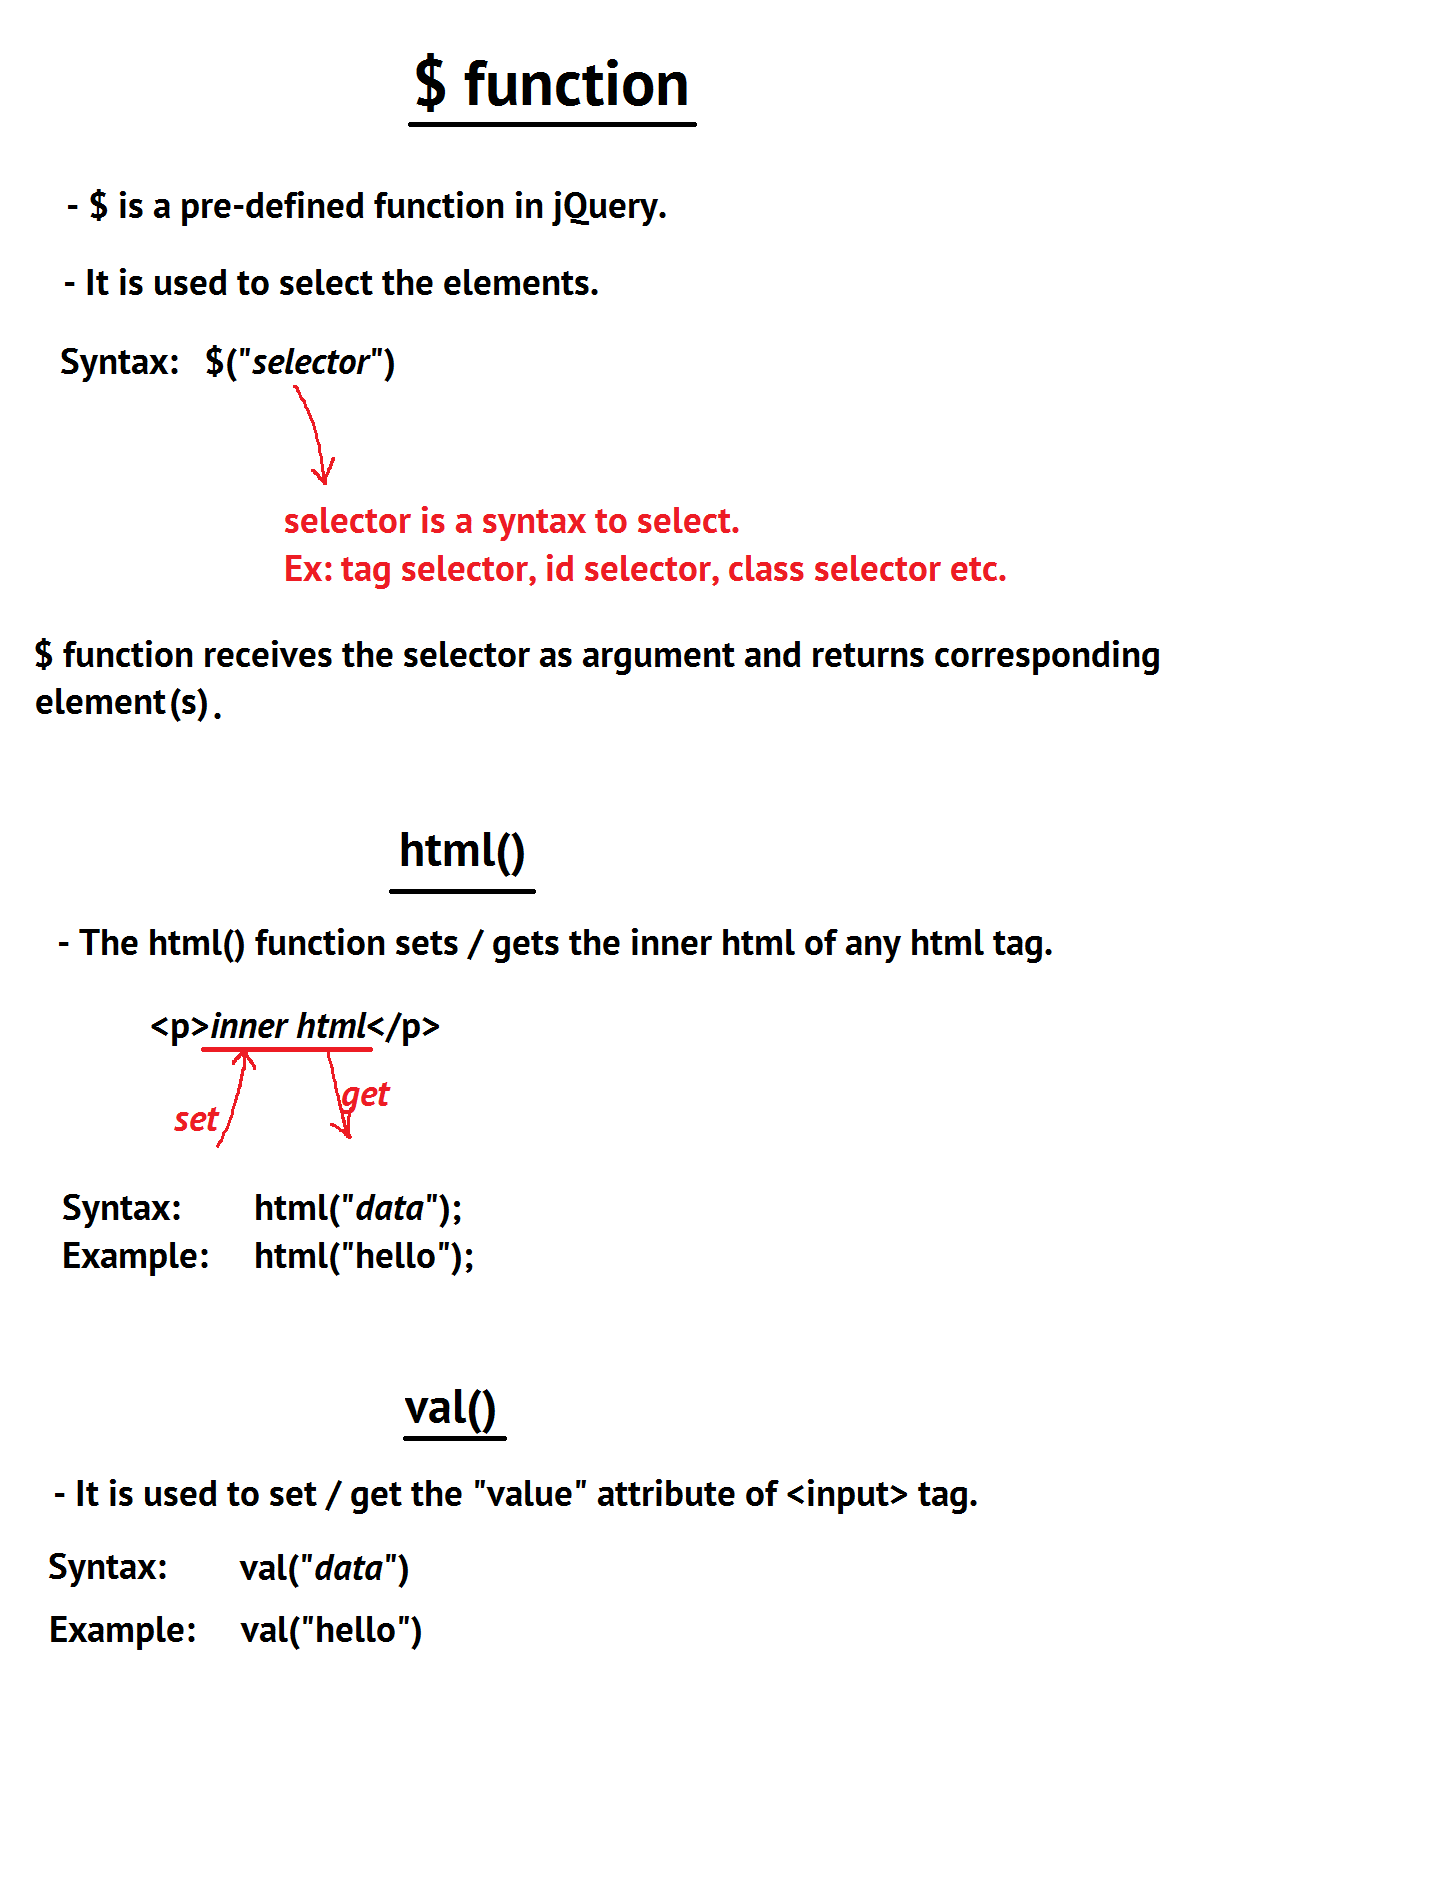 $ function
- $ is a pre-defined function in jQuery.
- It is used to select the elements.
Syntax: $("selector")
selector is a syntax to select.
Ex: tag selector, id selector, class selector etc.
$ function receives the selector as argument and returns corresponding
element(s).
html()
- The html() function sets / gets the inner html of any html tag.
<p>inner html</p>
get
set
Syntax: html("data");
Example: html("hello");
val()
- It is used to set / get the "value" attribute of <input> tag.
Syntax: val("data")
Example: val("hello")